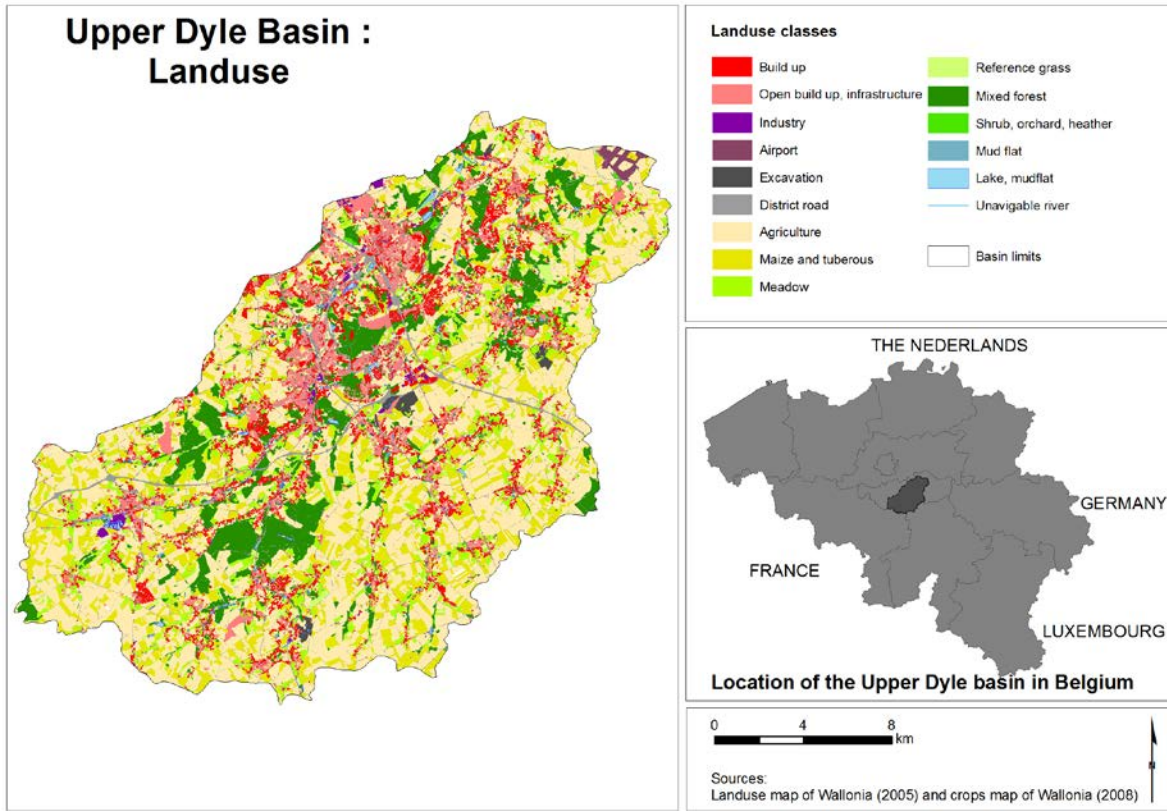 Upper Dyle Basin :
Landuse
Landuse classes
Build up
Open build up, infrastructure
Industry
Airport
Excavation
District road
Agriculture
Maize and tuberous
Meadow
Reference grass
Mixed forest
Shrub, orchard, heather
Mud flat
Lake, mudflat
Unavigable river
Basin limits
THE NEDERLANDS
GERMANY
FRANCE
LUXEMBOURG
Location of the Upper Dyle basin in Belgium
0 4 8
km
N
Sources:
Landuse map of Wallonia (2005) and crops map of Wallonia (2008)